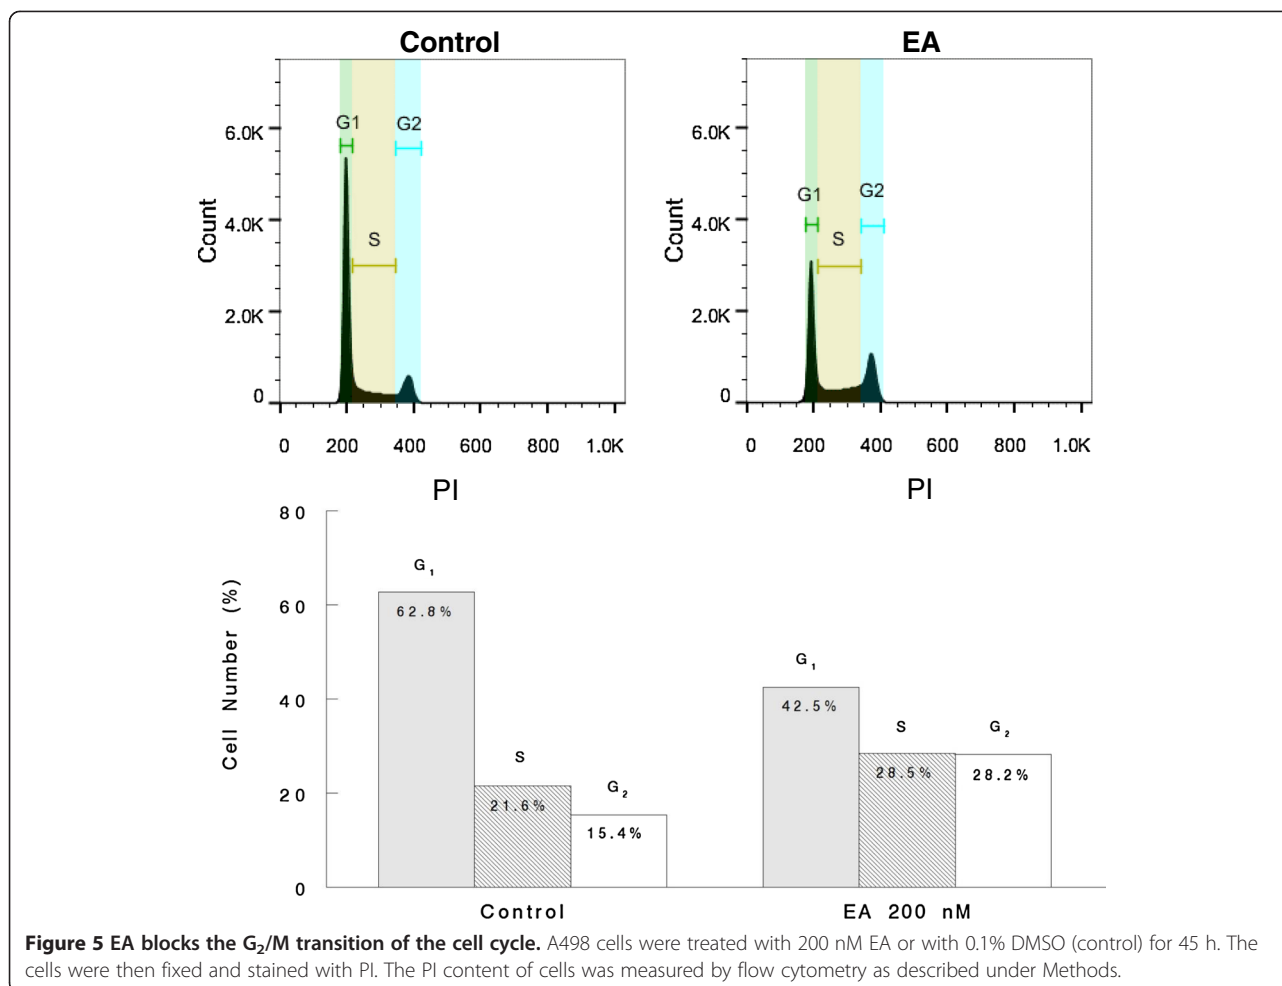 Control
EA
G1
G2
S
6.0K
4.0K
2.0K
0
Count
0 200 400 600 800 1.0K
PI
G1
G2
S
6.0K
4.0K
2.0K
0
Count
0 200 400 600 800 1.0K
PI
80
60
40
20
0
Cell Number (%)
G₁
62.8%
S
21.6%
G₂
15.4%
G₁
42.5%
S
28.5%
G₂
28.2%
Control
EA 200 nM
Figure 5 EA blocks the G₂/M transition of the cell cycle. A498 cells were treated with 200 nM EA or with 0.1% DMSO (control) for 45 h. The
cells were then fixed and stained with PI. The PI content of cells was measured by flow cytometry as described under Methods.